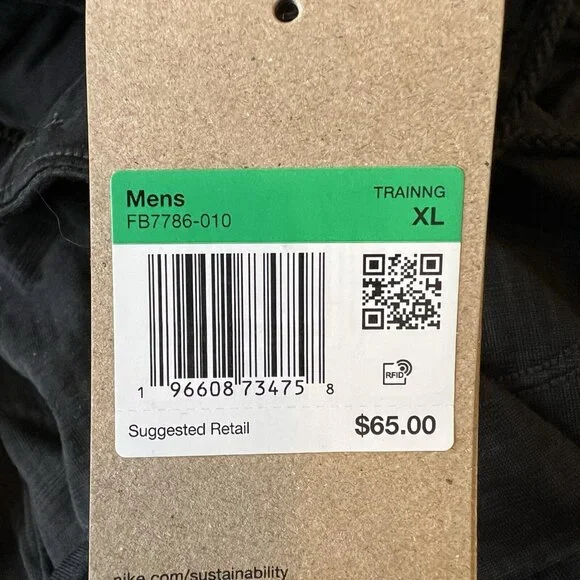 Mens
FB7786-010
TRAINNG
XL
1 96608 73475 8
RFID
Suggested Retail
$65.00
nike.com/sustainability